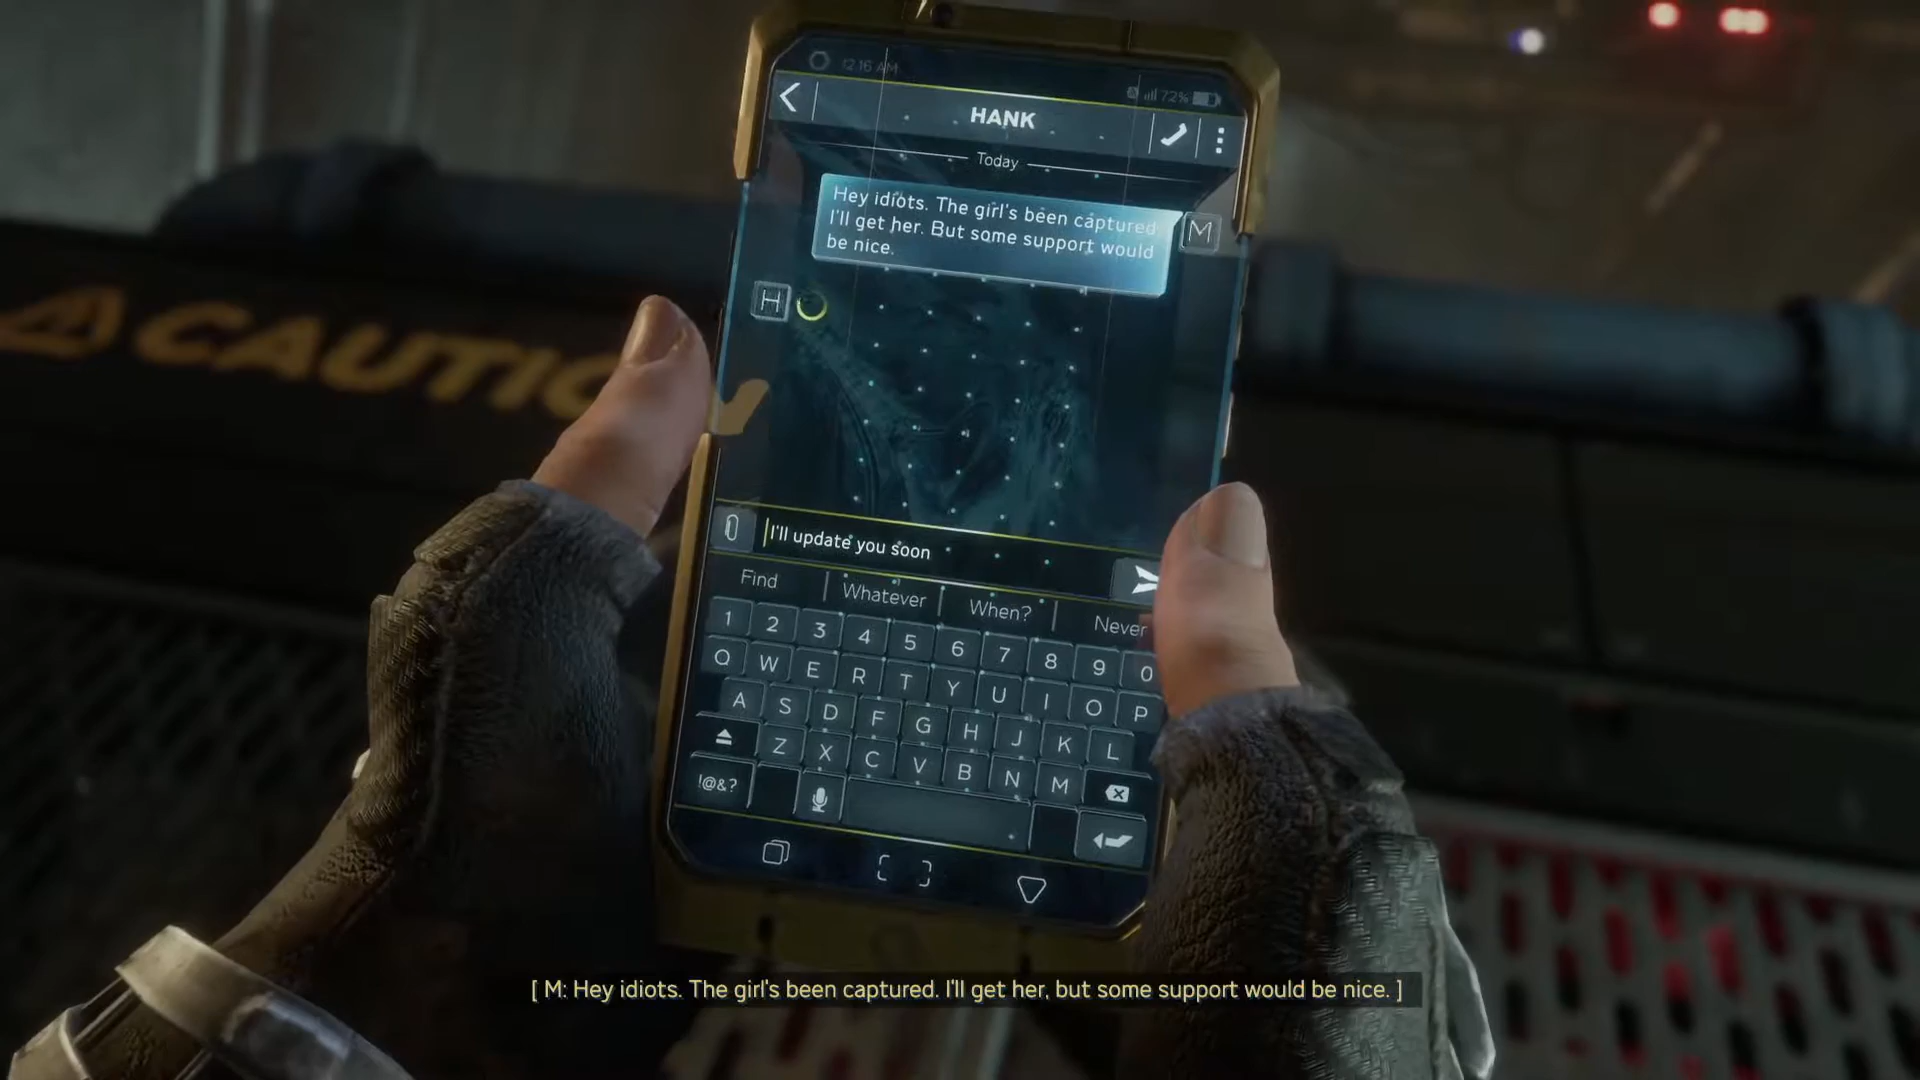 12:16 AM
72%
HANK
Today
Hey idiots. The girl's been captured
I'll get her. But some support would
be nice.
M
H
CAUTION
I'll update you soon
Find Whatever When? Never
1 2 3 4 5 6 7 8 9 0
Q W E R T Y U I O P
A S D F G H J K L
Z X C V B N M
!@&?
[ M: Hey idiots. The girl's been captured. I'll get her, but some support would be nice. ]